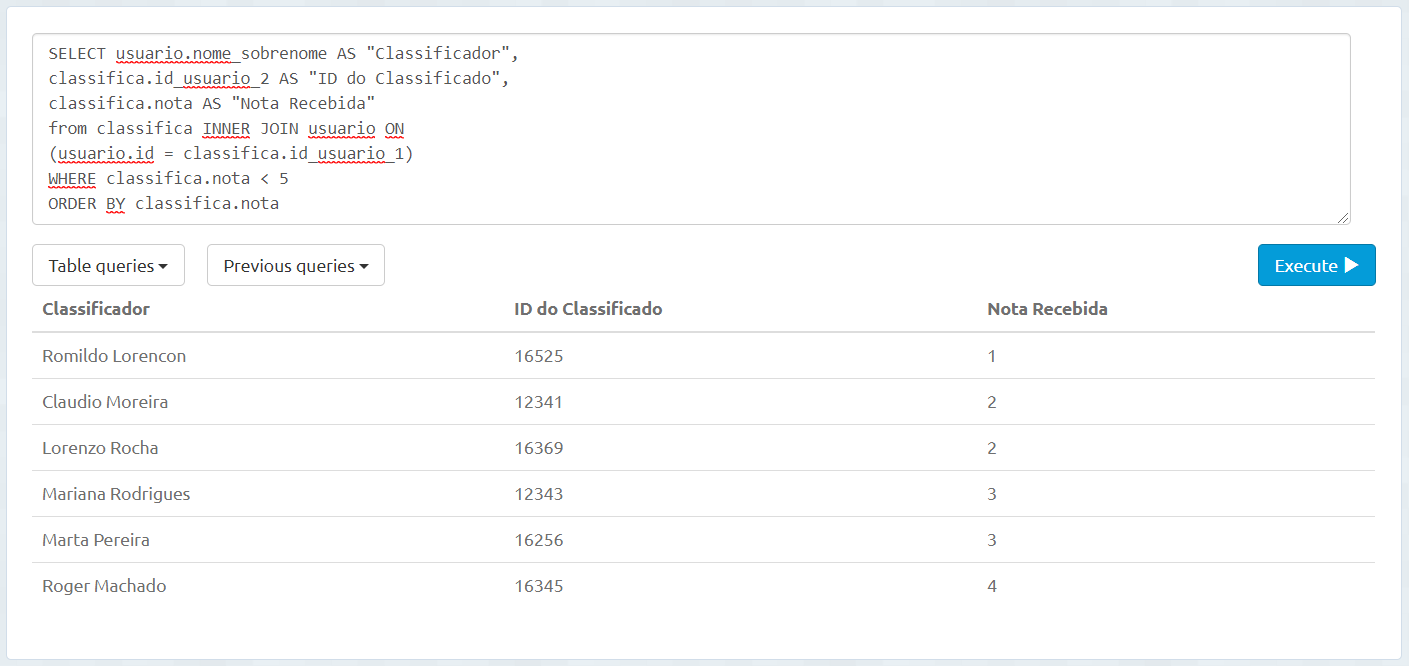 SELECT usuario.nome_sobrenome AS "Classificador",
classifica.id_usuario_2 AS "ID do Classificado",
classifica.nota AS "Nota Recebida"
from classifica INNER JOIN usuario ON
(usuario.id = classifica.id_usuario_1)
WHERE classifica.nota < 5
ORDER BY classifica.nota
Table queries Previous queries Execute
Classificador ID do Classificado Nota Recebida
Romildo Lorencon 16525 1
Claudio Moreira 12341 2
Lorenzo Rocha 16369 2
Mariana Rodrigues 12343 3
Marta Pereira 16256 3
Roger Machado 16345 4